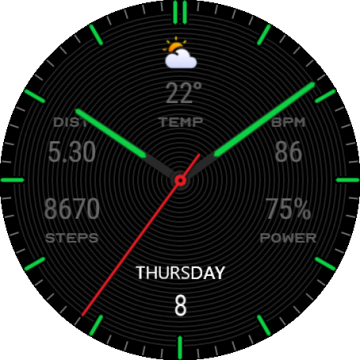 22°
TEMP
DIST
5.30
BPM
86
8670
STEPS
75%
POWER
THURSDAY
8